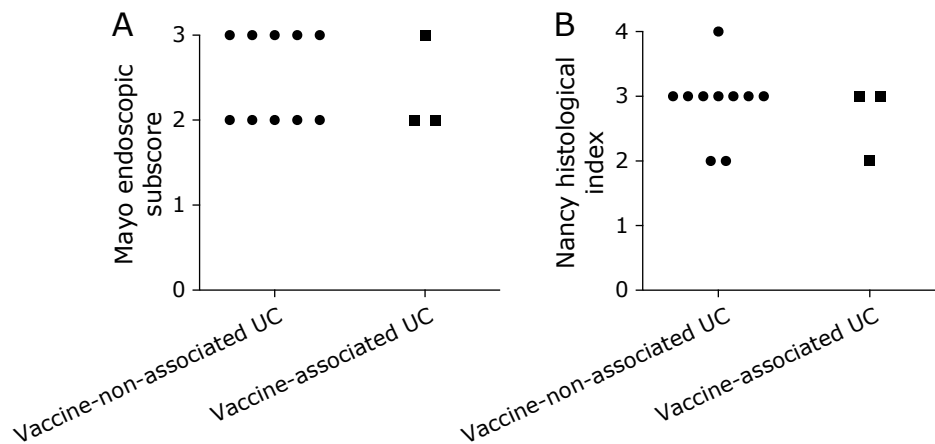 A
Mayo endoscopic
subscore
3
2
1
0
Vaccine-non-associated UC
Vaccine-associated UC
B
Nancy histological
index
4
3
2
1
0
Vaccine-non-associated UC
Vaccine-associated UC